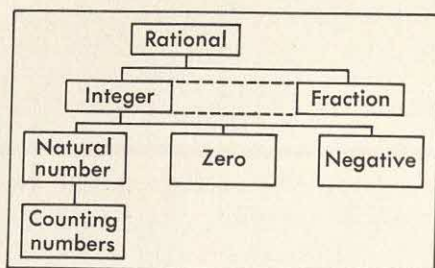 Rational
Integer
Fraction
Natural
number
Zero
Negative
Counting
numbers